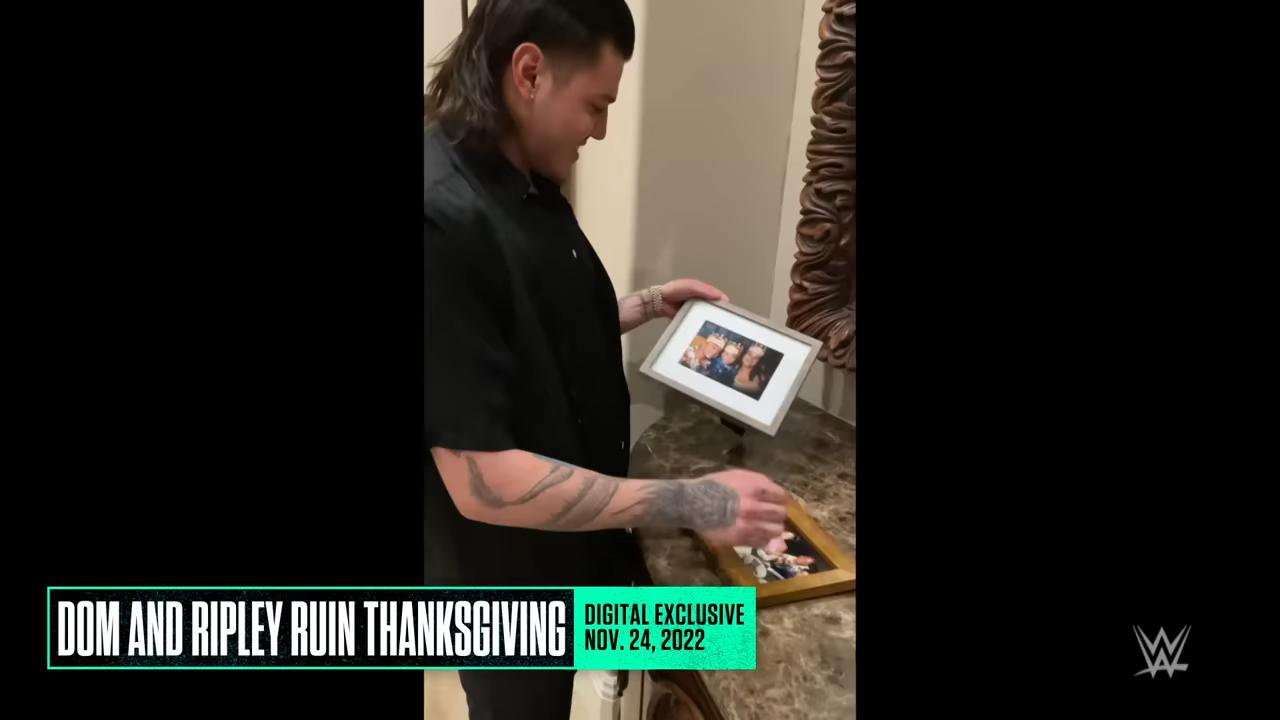 DOM AND RIPLEY RUIN THANKSGIVING
DIGITAL EXCLUSIVE
NOV. 24, 2022
W